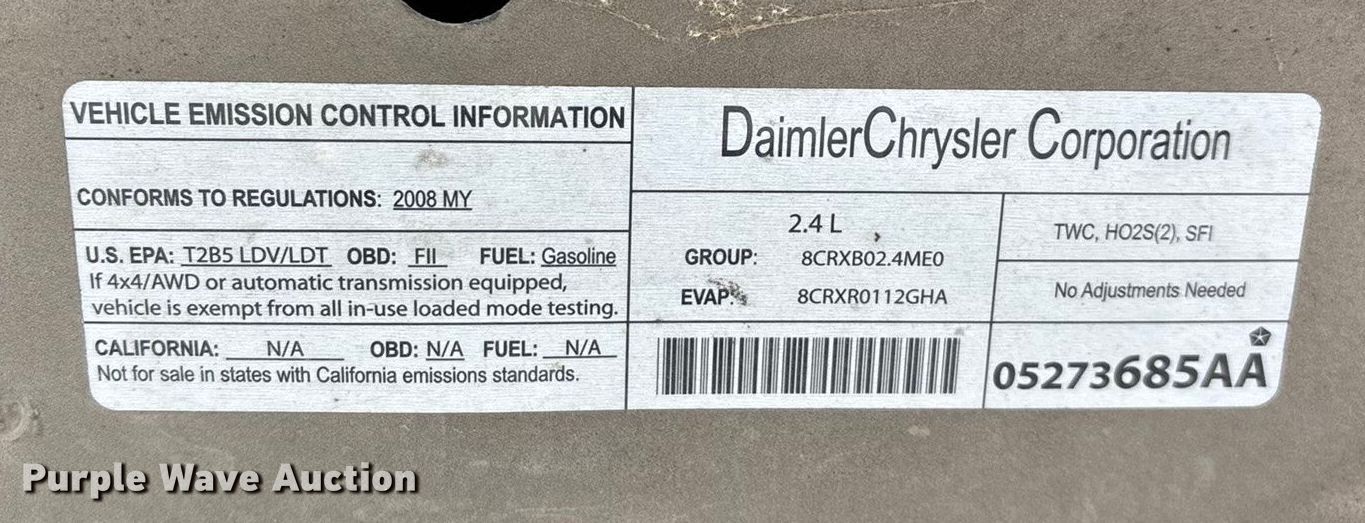 VEHICLE EMISSION CONTROL INFORMATION
CONFORMS TO REGULATIONS: 2008 MY
U.S. EPA: T2B5 LDV/LDT OBD: FII FUEL: Gasoline
If 4x4/AWD or automatic transmission equipped,
vehicle is exempt from all in-use loaded mode testing.
CALIFORNIA: N/A OBD: N/A FUEL: N/A
Not for sale in states with California emissions standards.
DaimlerChrysler Corporation
2.4 L
GROUP: 8CRXB02.4ME0
EVAP: 8CRXR0112GHA
TWC, HO2S(2), SFI
No Adjustments Needed
05273685AA
Purple Wave Auction